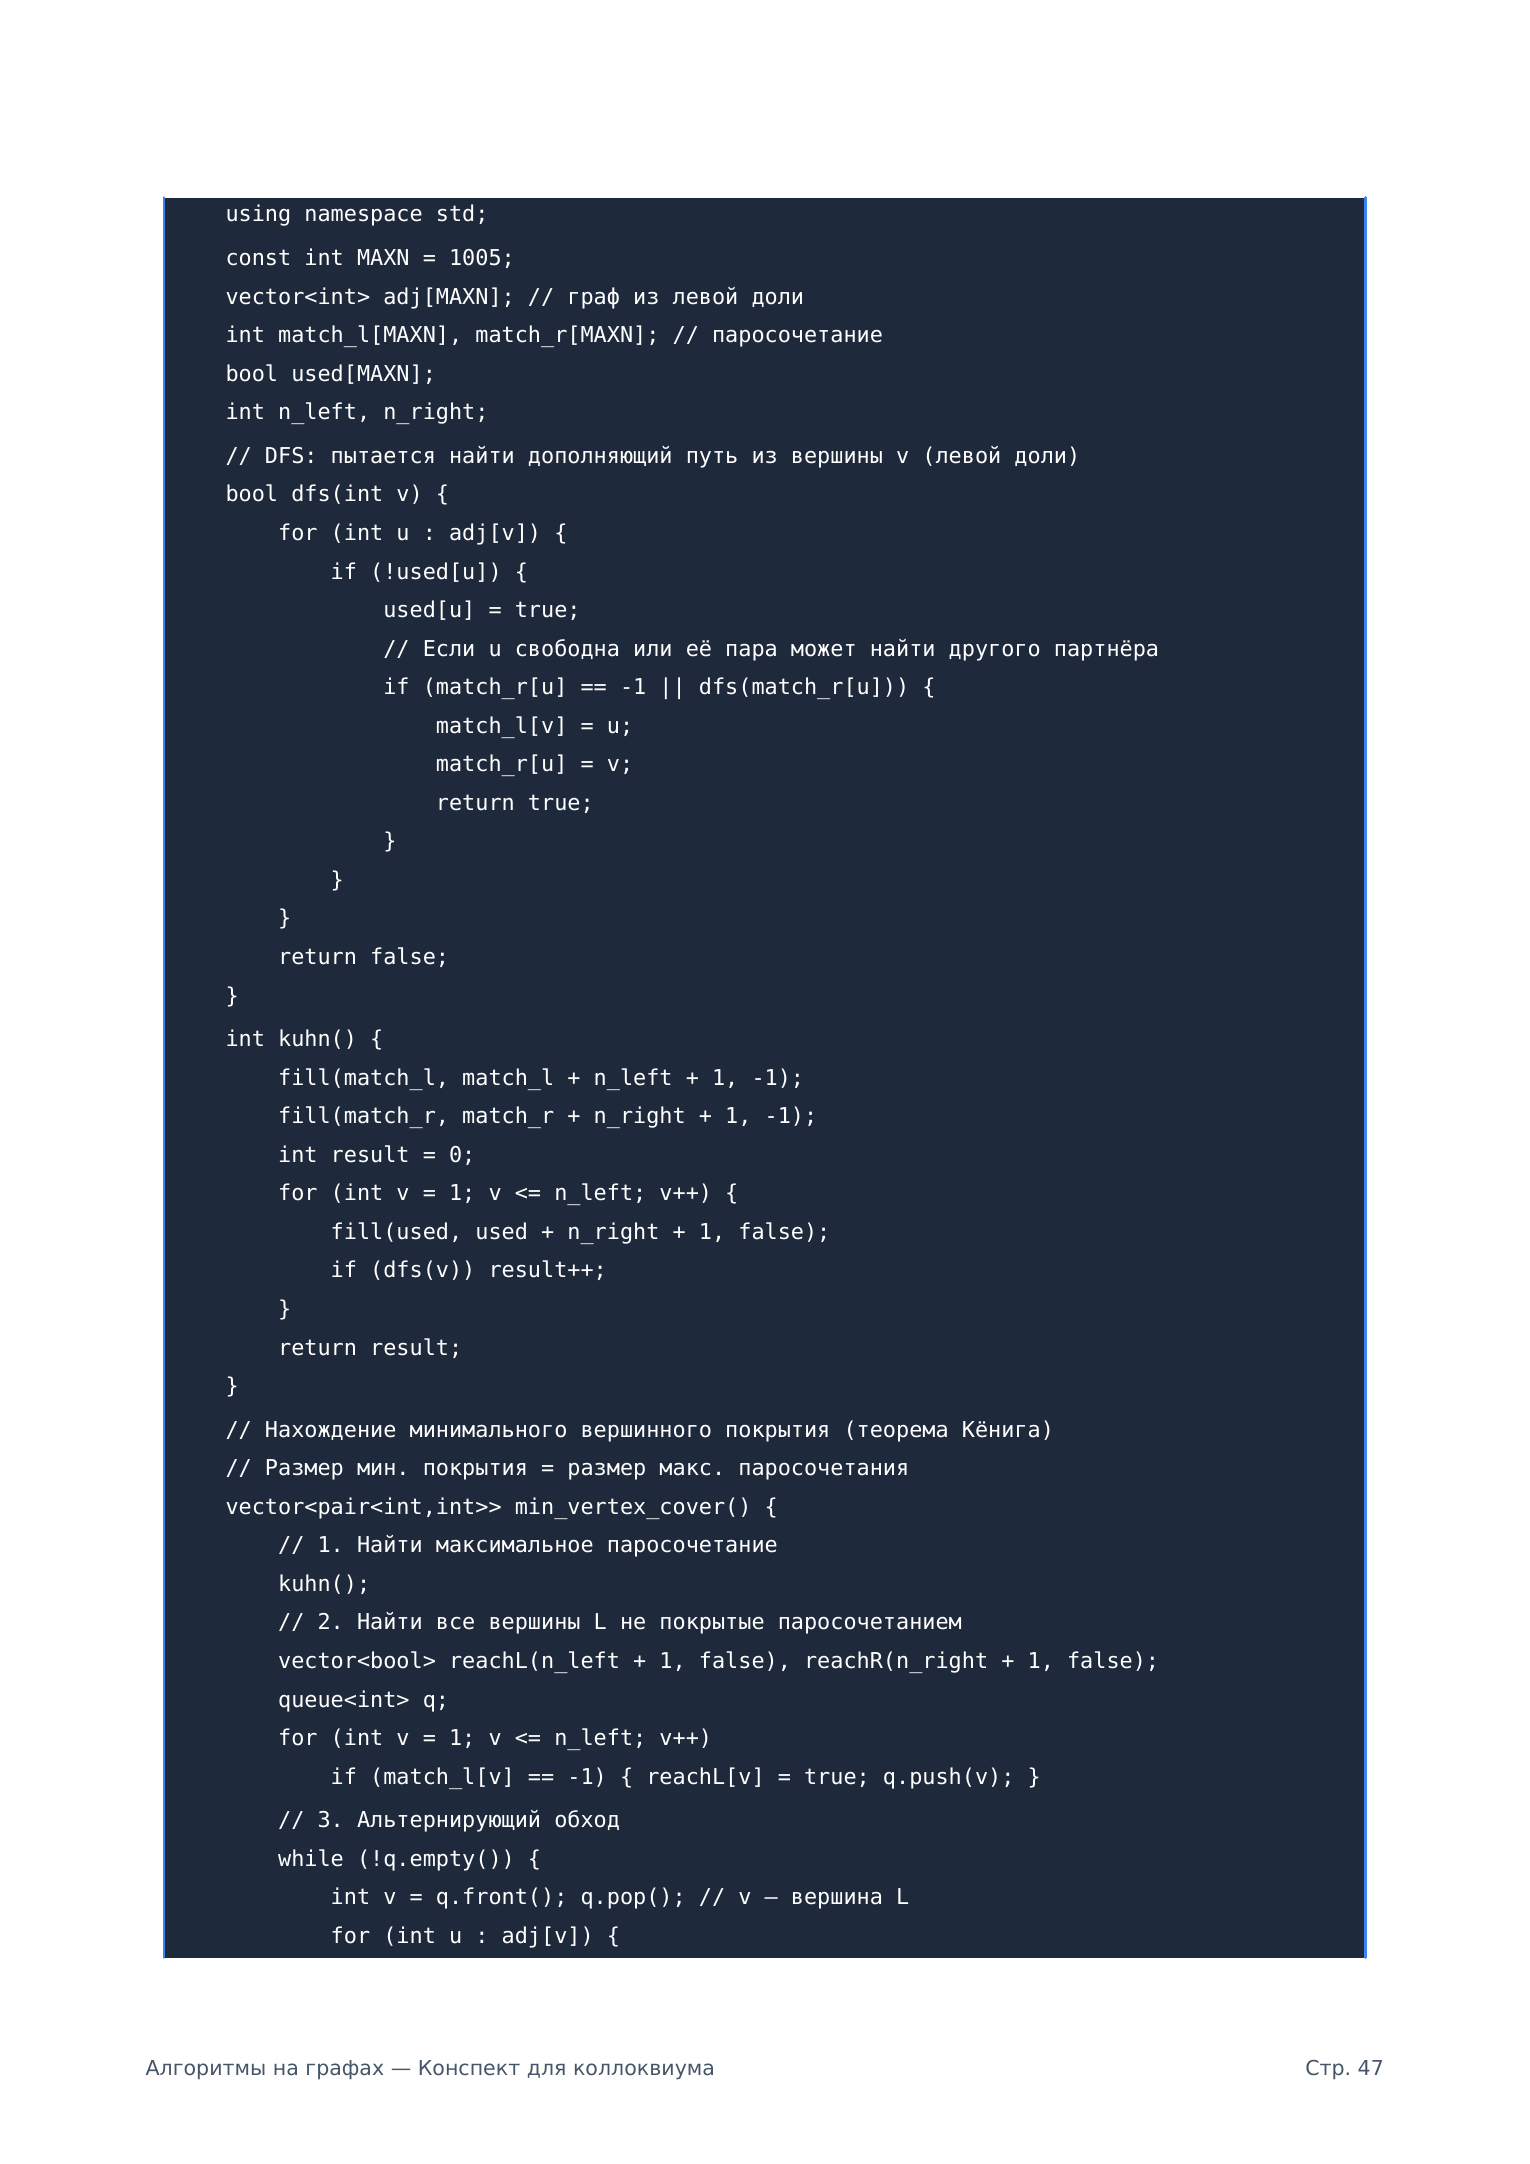 using namespace std;
const int MAXN = 1005;
vector<int> adj[MAXN]; // граф из левой доли
int match_l[MAXN], match_r[MAXN]; // паросочетание
bool used[MAXN];
int n_left, n_right;
// DFS: пытается найти дополняющий путь из вершины v (левой доли)
bool dfs(int v) {
    for (int u : adj[v]) {
        if (!used[u]) {
            used[u] = true;
            // Если u свободна или её пара может найти другого партнёра
            if (match_r[u] == -1 || dfs(match_r[u])) {
                match_l[v] = u;
                match_r[u] = v;
                return true;
            }
        }
    }
    return false;
}
int kuhn() {
    fill(match_l, match_l + n_left + 1, -1);
    fill(match_r, match_r + n_right + 1, -1);
    int result = 0;
    for (int v = 1; v <= n_left; v++) {
        fill(used, used + n_right + 1, false);
        if (dfs(v)) result++;
    }
    return result;
}
// Нахождение минимального вершинного покрытия (теорема Кёнига)
// Размер мин. покрытия = размер макс. паросочетания
vector<pair<int,int>> min_vertex_cover() {
    // 1. Найти максимальное паросочетание
    kuhn();
    // 2. Найти все вершины L не покрытые паросочетанием
    vector<bool> reachL(n_left + 1, false), reachR(n_right + 1, false);
    queue<int> q;
    for (int v = 1; v <= n_left; v++)
        if (match_l[v] == -1) { reachL[v] = true; q.push(v); }
    // 3. Альтернирующий обход
    while (!q.empty()) {
        int v = q.front(); q.pop(); // v — вершина L
        for (int u : adj[v]) {
Алгоритмы на графах — Конспект для коллоквиума
Стр. 47